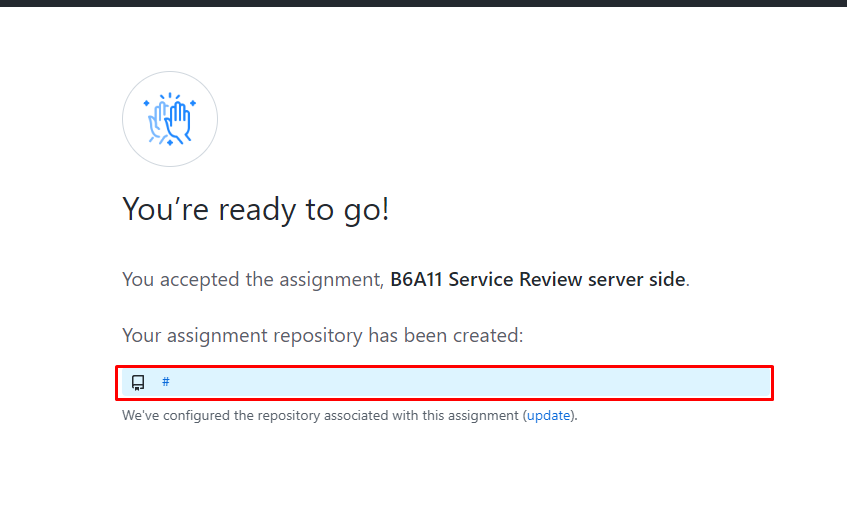 You're ready to go!
You accepted the assignment, B6A11 Service Review server side.
Your assignment repository has been created:
#
We've configured the repository associated with this assignment (update).